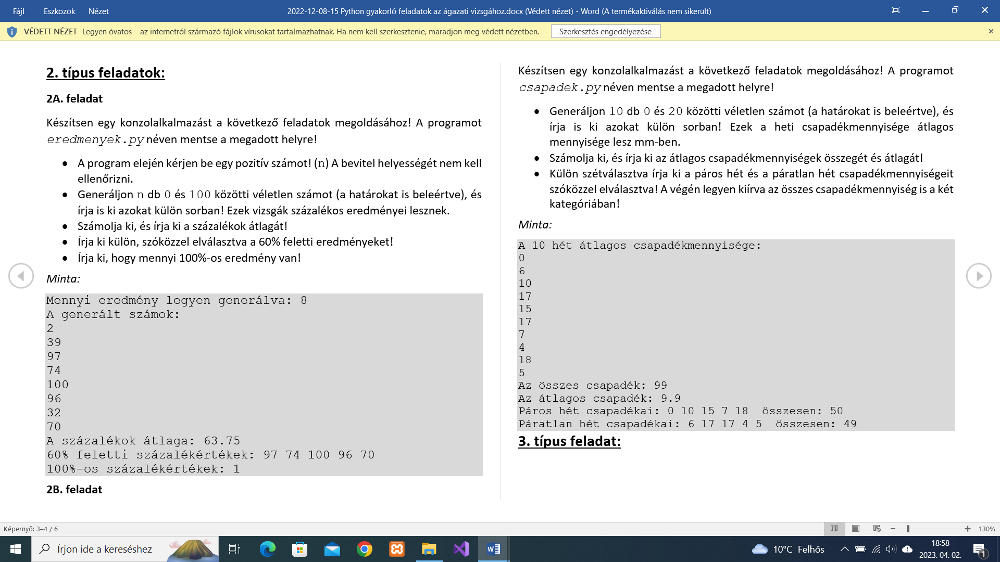 Fájl Eszközök Nézet 2022-12-08-15 Python gyakorló feladatok az ágazati vizsgához.docx (Védett nézet) - Word (A termékaktiválás nem sikerült)
VÉDETT NÉZET Legyen óvatos – az internetről származó fájlok vírusokat tartalmazhatnak. Ha nem kell szerkesztenie, maradjon meg védett nézetben. Szerkesztés engedélyezése
2. típus feladatok:
2A. feladat
Készítsen egy konzolalkalmazást a következő feladatok megoldásához! A programot
eredmenyek.py néven mentse a megadott helyre!
• A program elején kérjen be egy pozitív számot! (n) A bevitel helyességét nem kell
ellenőrizni.
• Generáljon n db 0 és 100 közötti véletlen számot (a határokat is beleértve), és
írja is ki azokat külön sorban! Ezek vizsgák százalékos eredményei lesznek.
• Számolja ki, és írja ki a százalékok átlagát!
• Írja ki külön, szóközzel elválasztva a 60% feletti eredményeket!
• Írja ki, hogy mennyi 100%-os eredmény van!
Minta:
Mennyi eredmény legyen generálva: 8
A generált számok:
2
39
97
74
100
96
32
70
A százalékok átlaga: 63.75
60% feletti százalékértékek: 97 74 100 96 70
100%-os százalékértékek: 1
2B. feladat
Készítsen egy konzolalkalmazást a következő feladatok megoldásához! A programot
csapadek.py néven mentse a megadott helyre!
• Generáljon 10 db 0 és 20 közötti véletlen számot (a határokat is beleértve), és
írja is ki azokat külön sorban! Ezek a heti csapadékmennyisége átlagos
mennyisége lesz mm-ben.
• Számolja ki, és írja ki az átlagos csapadékmennyiségek összegét és átlagát!
• Külön szétválasztva írja ki a páros hét és a páratlan hét csapadékmennyiségeit
szóközzel elválasztva! A végén legyen kiírva az összes csapadékmennyiség is a két
kategóriában!
Minta:
A 10 hét átlagos csapadékmennyisége:
0
6
10
17
15
17
7
4
18
5
Az összes csapadék: 99
Az átlagos csapadék: 9.9
Páros hét csapadékai: 0 10 15 7 18 összesen: 50
Páratlan hét csapadékai: 6 17 17 4 5 összesen: 49
3. típus feladat:
Képernyő: 3–4 / 6 130%
Írjon ide a kereséshez 10°C Felhős 18:58
2023. 04. 02. 1